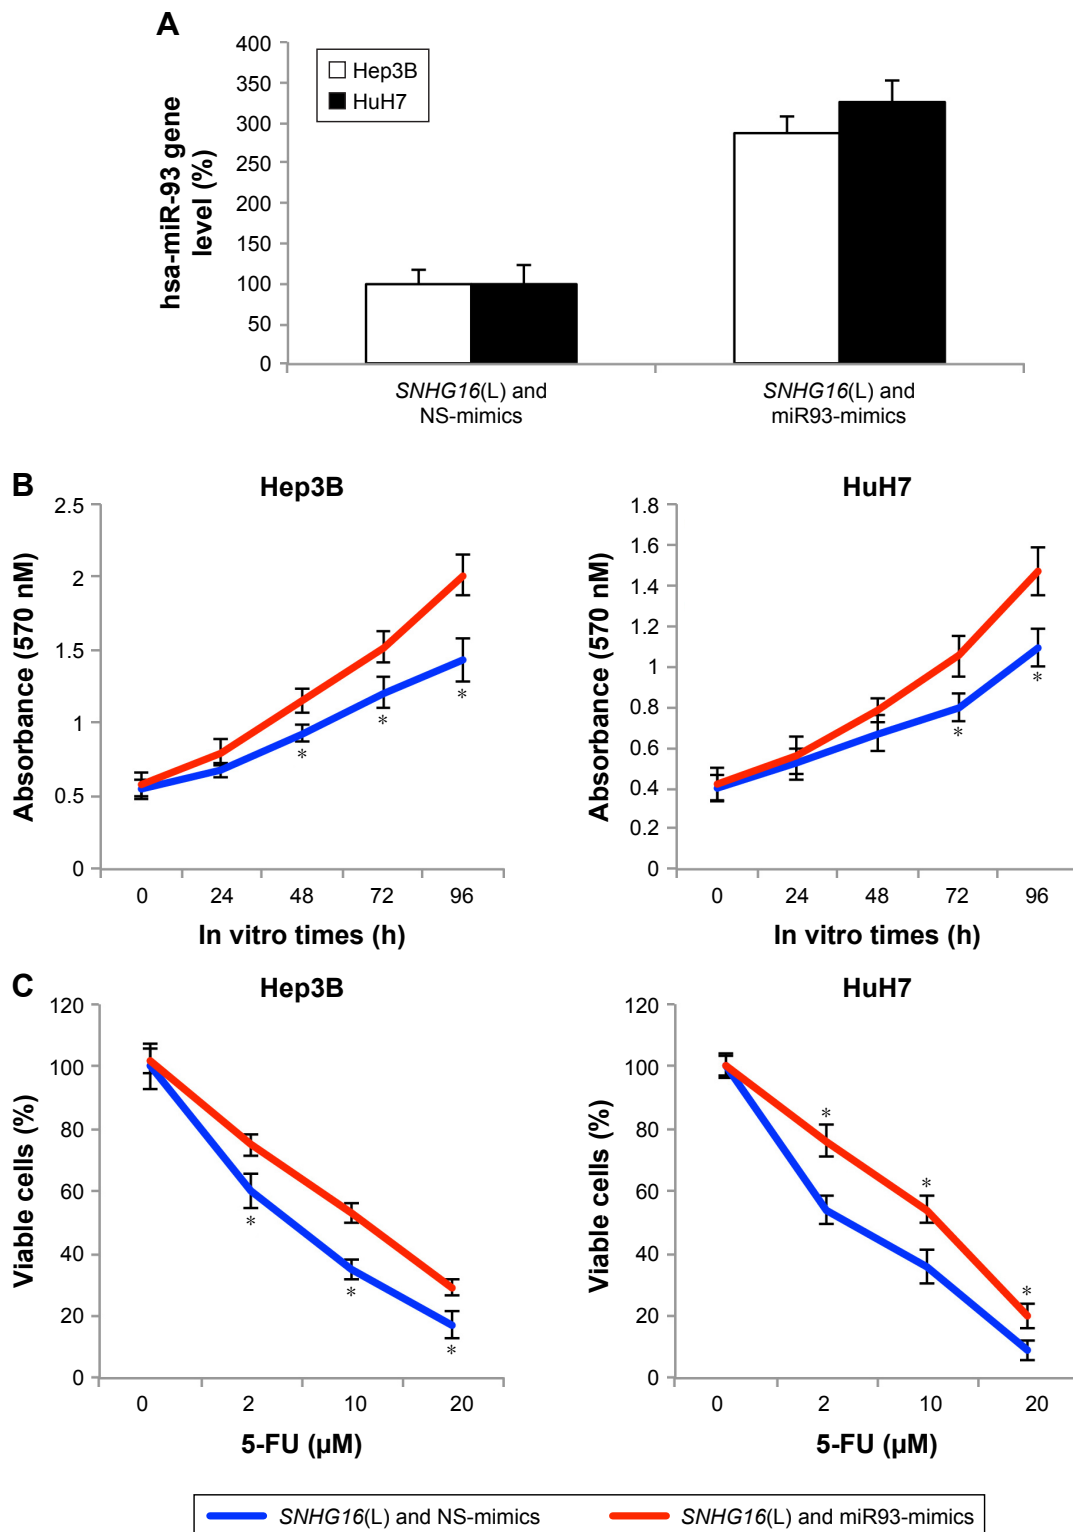 A
hsa-miR-93 gene
level (%)
400
350
300
250
200
150
100
50
0
Hep3B
HuH7
SNHG16(L) and
NS-mimics
SNHG16(L) and
miR93-mimics
B
Hep3B
Absorbance (570 nM)
2.5
2
1.5
1
0.5
0
* * *
0 24 48 72 96
In vitro times (h)
HuH7
Absorbance (570 nM)
1.8
1.6
1.4
1.2
1
0.8
0.6
0.4
0.2
0
* *
0 24 48 72 96
In vitro times (h)
C
Hep3B
Viable cells (%)
120
100
80
60
40
20
0
* * *
0 2 10 20
5-FU (µM)
HuH7
Viable cells (%)
120
100
80
60
40
20
0
* * *
0 2 10 20
5-FU (µM)
SNHG16(L) and NS-mimics
SNHG16(L) and miR93-mimics